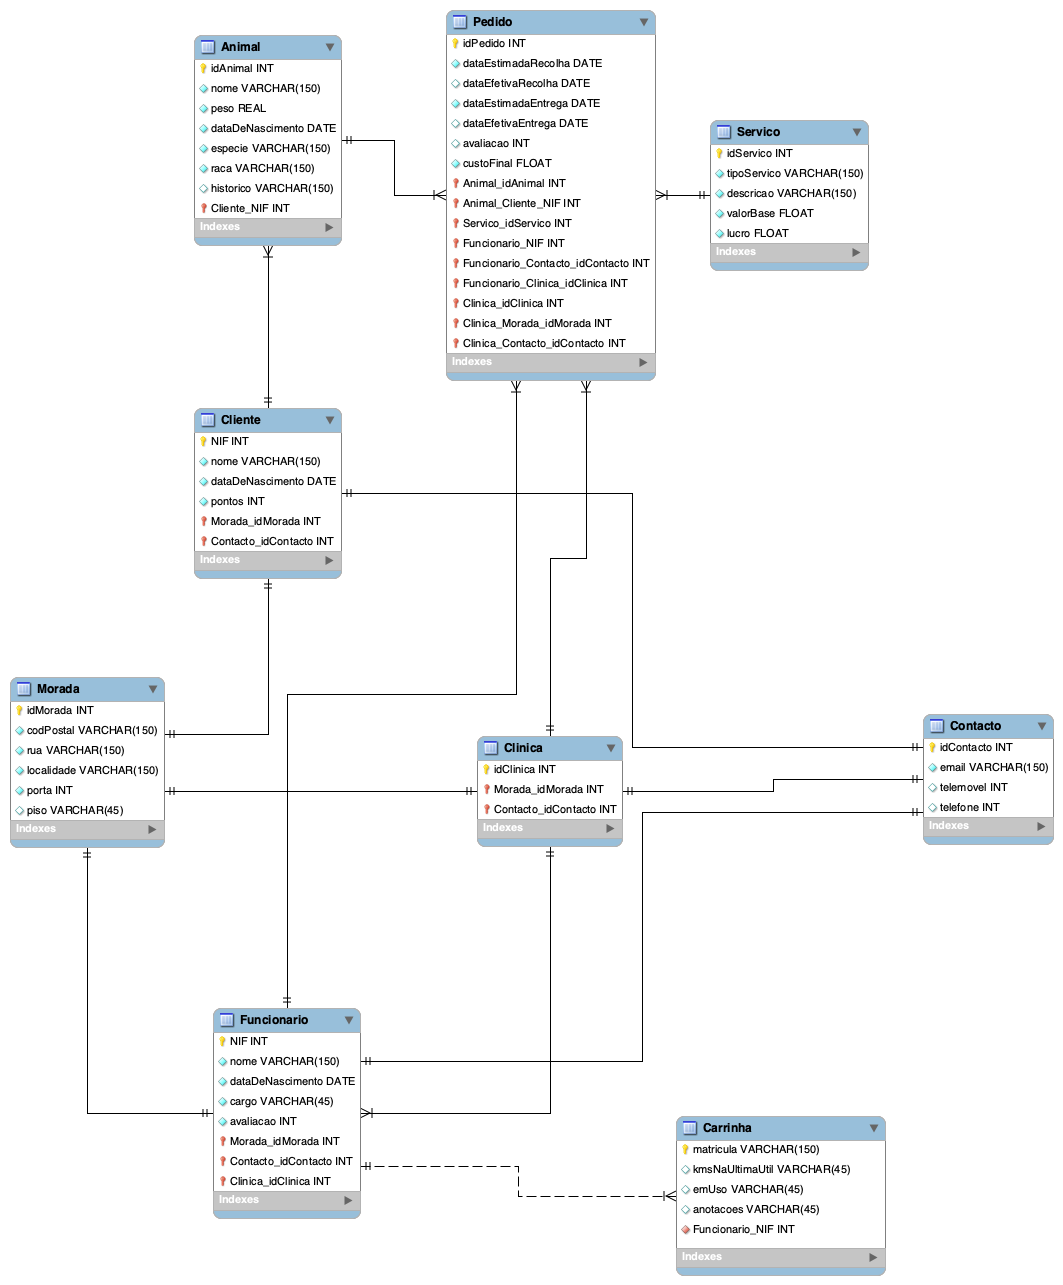 Pedido
idPedido INT
dataEstimadaRecolha DATE
dataEfetivaRecolha DATE
dataEstimadaEntrega DATE
dataEfetivaEntrega DATE
avaliacao INT
custoFinal FLOAT
Animal_idAnimal INT
Animal_Cliente_NIF INT
Servico_idServico INT
Funcionario_NIF INT
Funcionario_Contacto_idContacto INT
Funcionario_Clinica_idClinica INT
Clinica_idClinica INT
Clinica_Morada_idMorada INT
Clinica_Contacto_idContacto INT
Indexes
Animal
idAnimal INT
nome VARCHAR(150)
peso REAL
dataDeNascimento DATE
especie VARCHAR(150)
raca VARCHAR(150)
historico VARCHAR(150)
Cliente_NIF INT
Indexes
Servico
idServico INT
tipoServico VARCHAR(150)
descricao VARCHAR(150)
valorBase FLOAT
lucro FLOAT
Indexes
Cliente
NIF INT
nome VARCHAR(150)
dataDeNascimento DATE
pontos INT
Morada_idMorada INT
Contacto_idContacto INT
Indexes
Morada
idMorada INT
codPostal VARCHAR(150)
rua VARCHAR(150)
localidade VARCHAR(150)
porta INT
piso VARCHAR(45)
Indexes
Clinica
idClinica INT
Morada_idMorada INT
Contacto_idContacto INT
Indexes
Contacto
idContacto INT
email VARCHAR(150)
telemovel INT
telefone INT
Indexes
Funcionario
NIF INT
nome VARCHAR(150)
dataDeNascimento DATE
cargo VARCHAR(45)
avaliacao INT
Morada_idMorada INT
Contacto_idContacto INT
Clinica_idClinica INT
Indexes
Carrinha
matricula VARCHAR(150)
kmsNaUltimaUtil VARCHAR(45)
emUso VARCHAR(45)
anotacoes VARCHAR(45)
Funcionario_NIF INT
Indexes